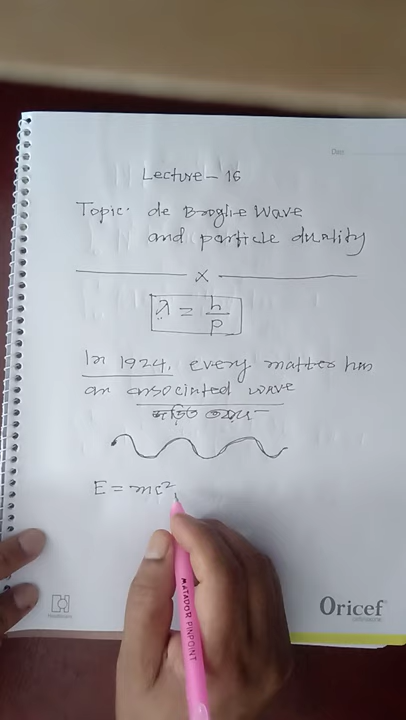 Date:
Lecture - 16
Topic: de Broglie Wave
and particle duality
x
λ = h/p
In 1924, every matter has
an associated wave
E = mc²
MATADOR PINPOINT
Oricef